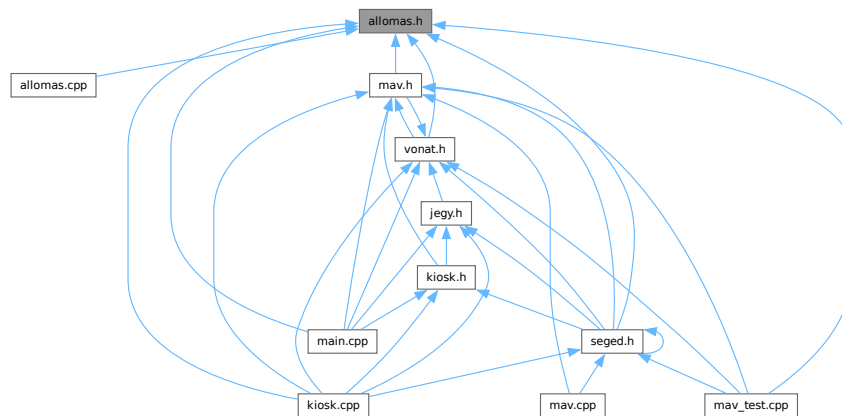 allomas.h
allomas.cpp
mav.h
vonat.h
jegy.h
kiosk.h
main.cpp
seged.h
kiosk.cpp
mav.cpp
mav_test.cpp